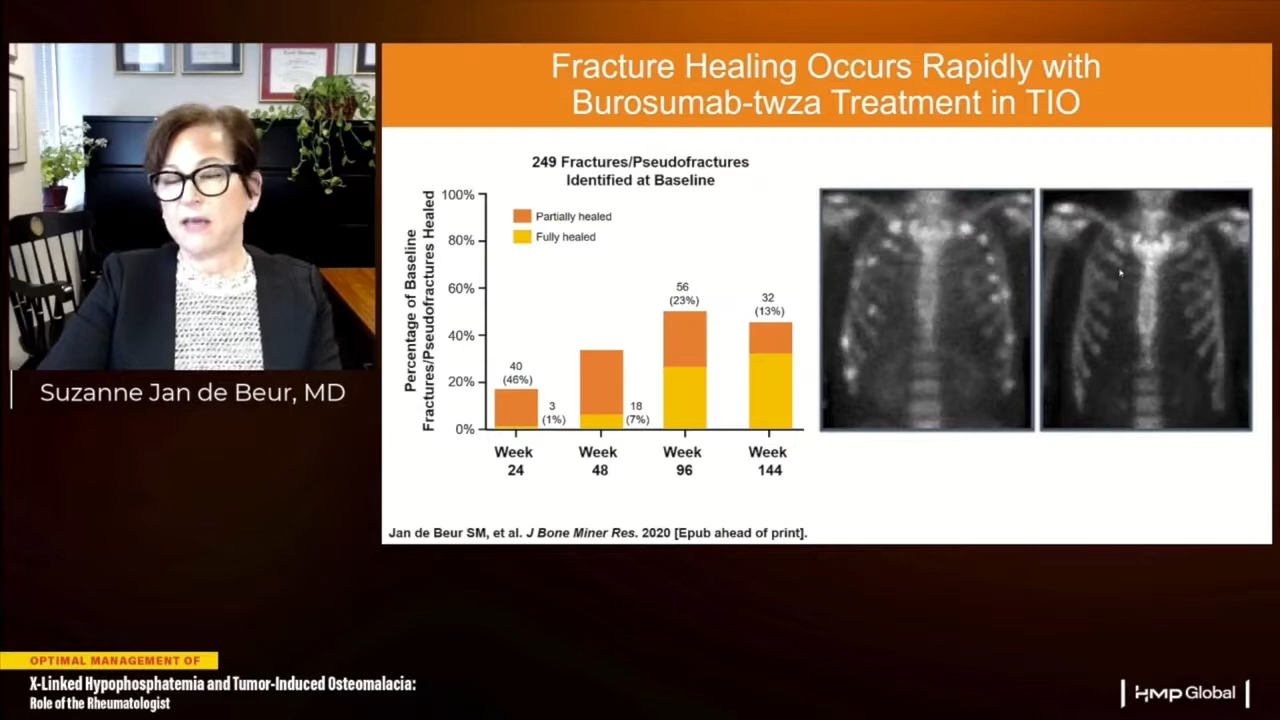 Fracture Healing Occurs Rapidly with
Burosumab-twza Treatment in TIO
249 Fractures/Pseudofractures
Identified at Baseline
Percentage of Baseline
Fractures/Pseudofractures Healed
100%
80%
60%
40%
20%
0%
Partially healed
Fully healed
40
(46%)
3
(1%)
18
(7%)
56
(23%)
32
(13%)
Week
24
Week
48
Week
96
Week
144
Jan de Beur SM, et al. J Bone Miner Res. 2020 [Epub ahead of print].
Suzanne Jan de Beur, MD
OPTIMAL MANAGEMENT OF
X-Linked Hypophosphatemia and Tumor-Induced Osteomalacia:
Role of the Rheumatologist
HMP Global